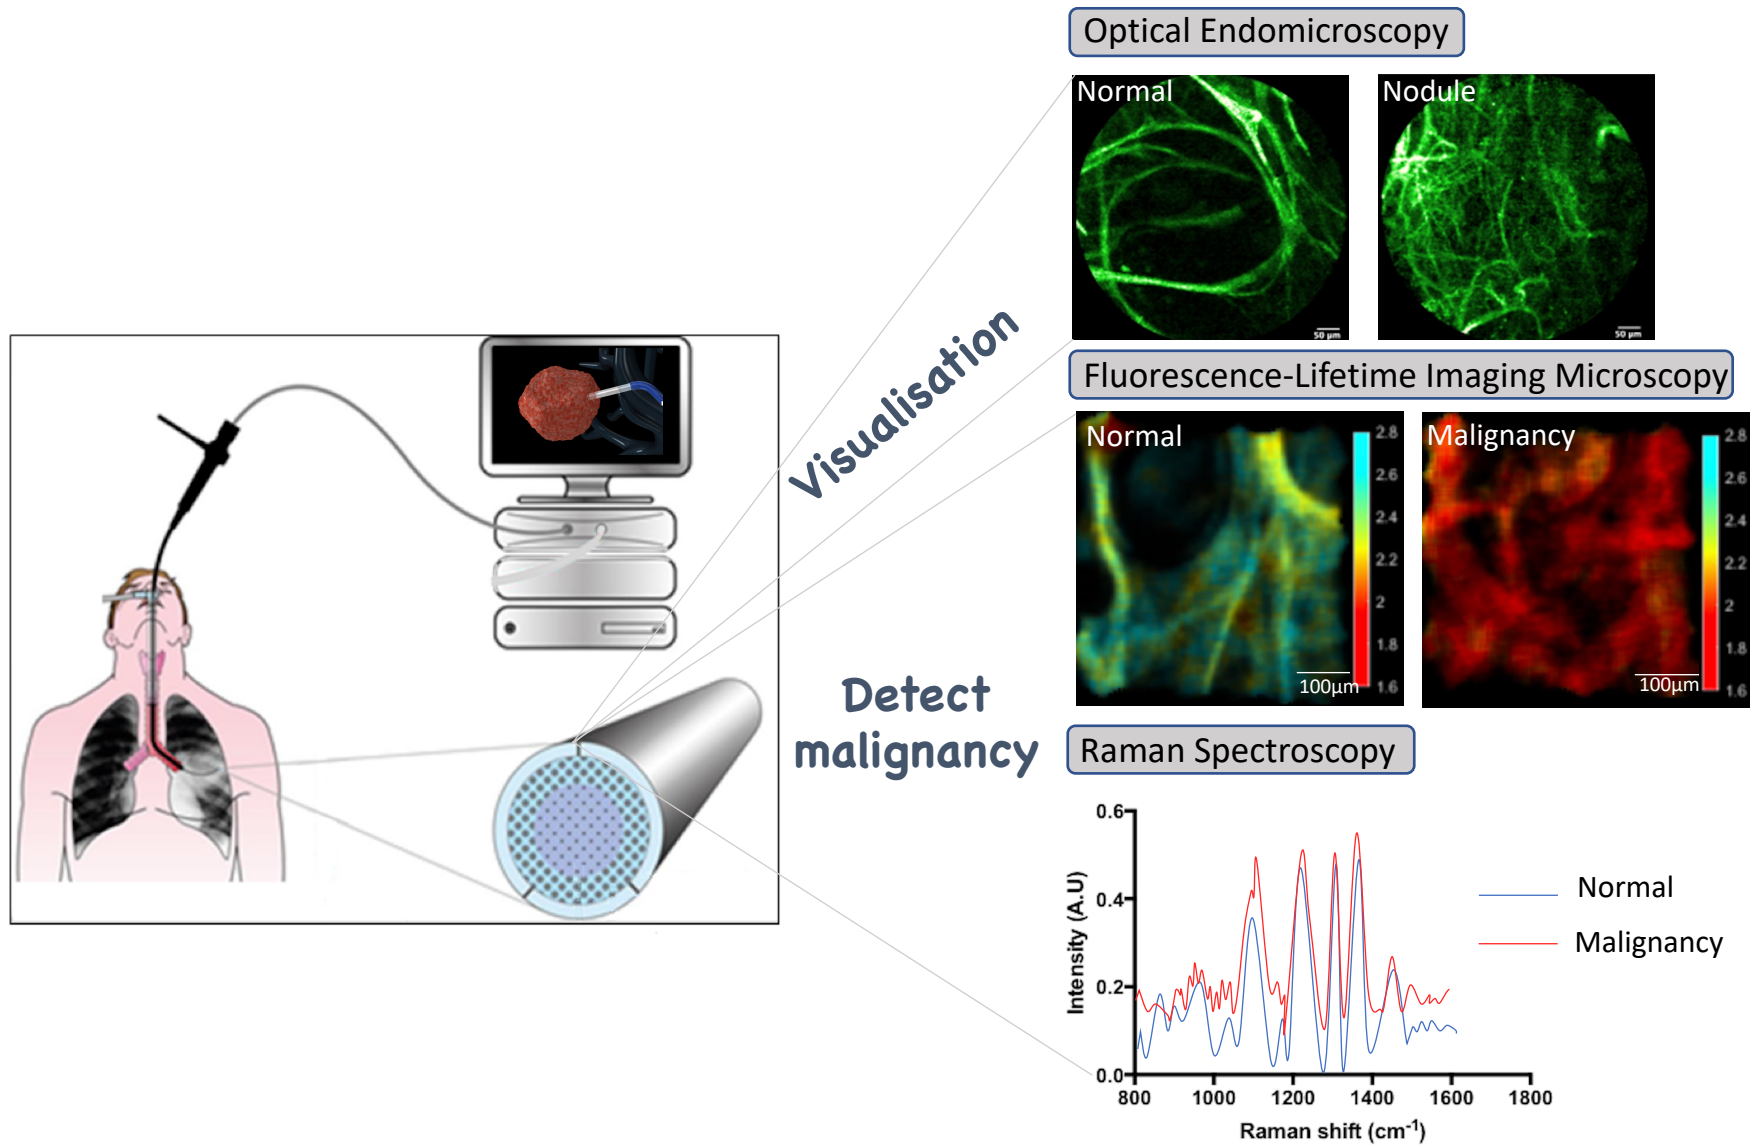 Optical Endomicroscopy
Normal
Nodule
50 µm
50 µm
Visualisation
Fluorescence-Lifetime Imaging Microscopy
Normal
2.8
2.6
2.4
2.2
2
1.8
1.6
100µm
Malignancy
2.8
2.6
2.4
2.2
2
1.8
1.6
100µm
Detect
malignancy
Raman Spectroscopy
Intensity (A.U)
0.6
0.4
0.2
0.0
800 1000 1200 1400 1600 1800
Raman shift (cm⁻¹)
Normal
Malignancy